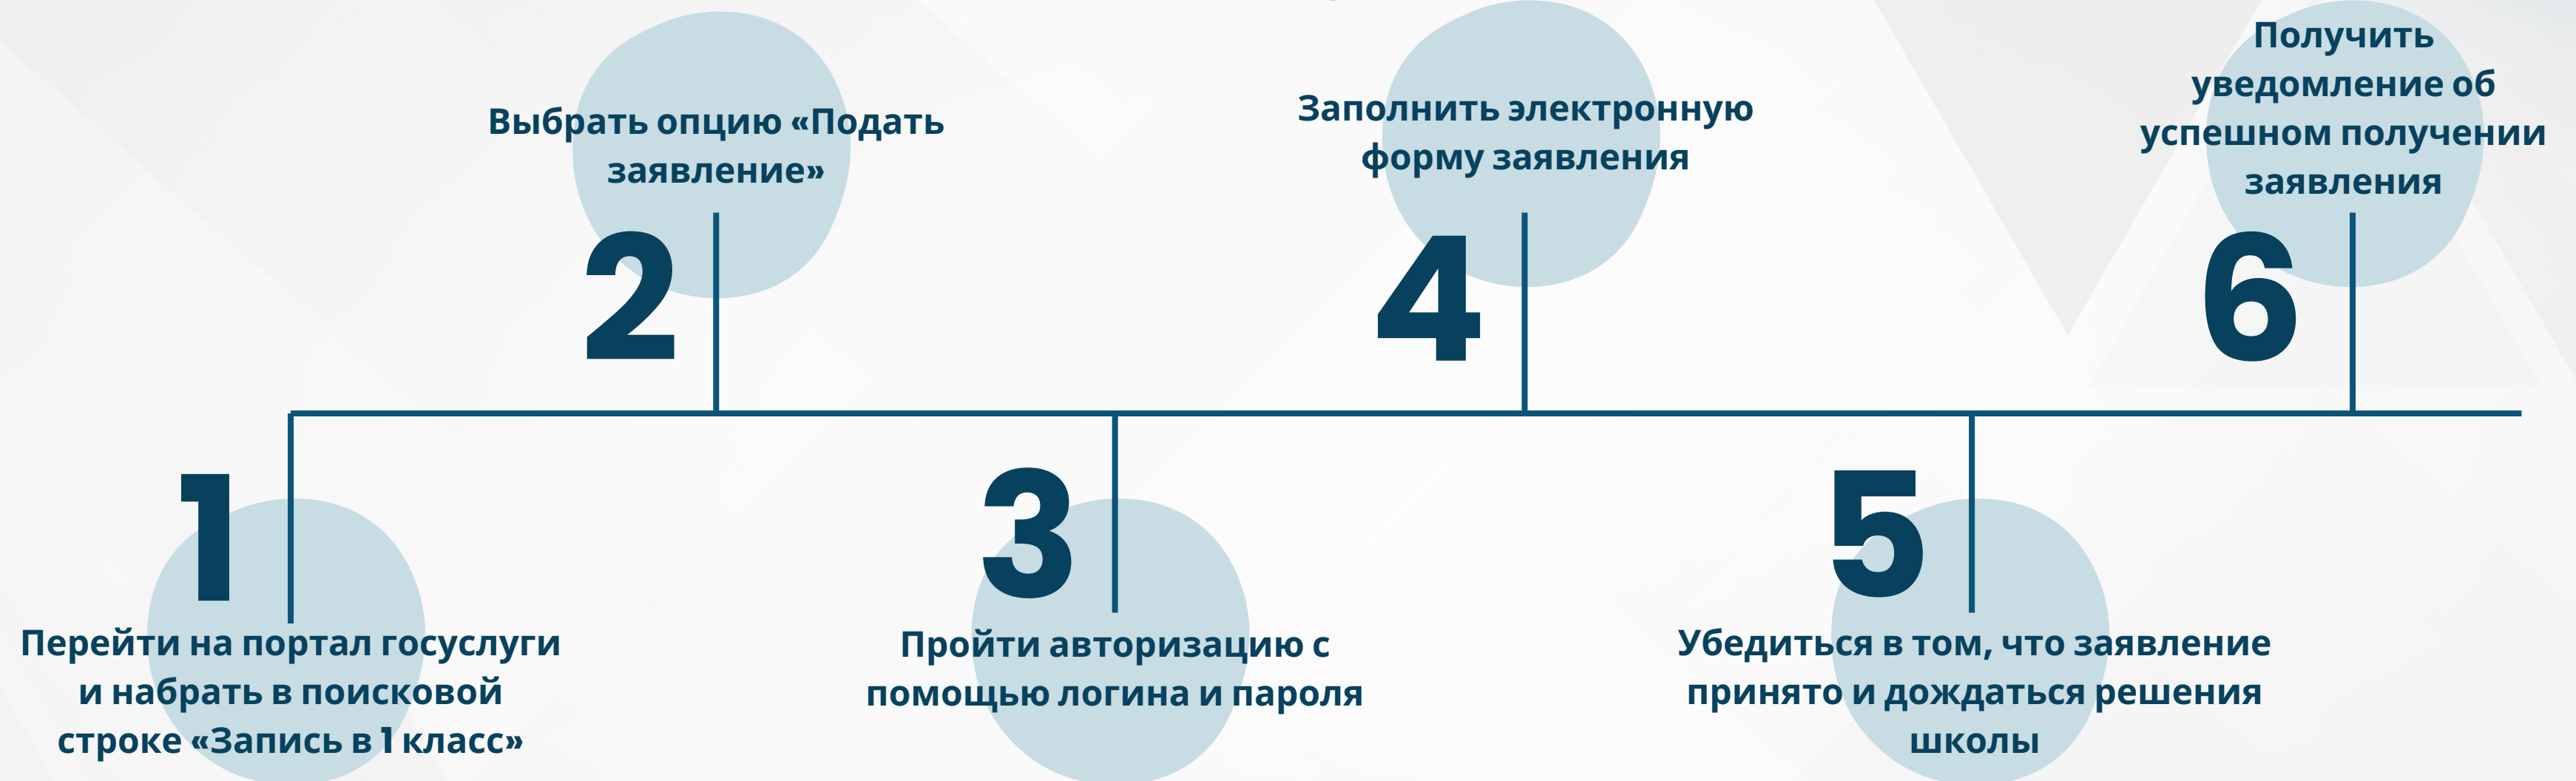 1
Перейти на портал госуслуги
и набрать в поисковой
строке «Запись в 1 класс»
2
Выбрать опцию «Подать
заявление»
3
Пройти авторизацию с
помощью логина и пароля
4
Заполнить электронную
форму заявления
5
Убедиться в том, что заявление
принято и дождаться решения
школы
6
Получить
уведомление об
успешном получении
заявления